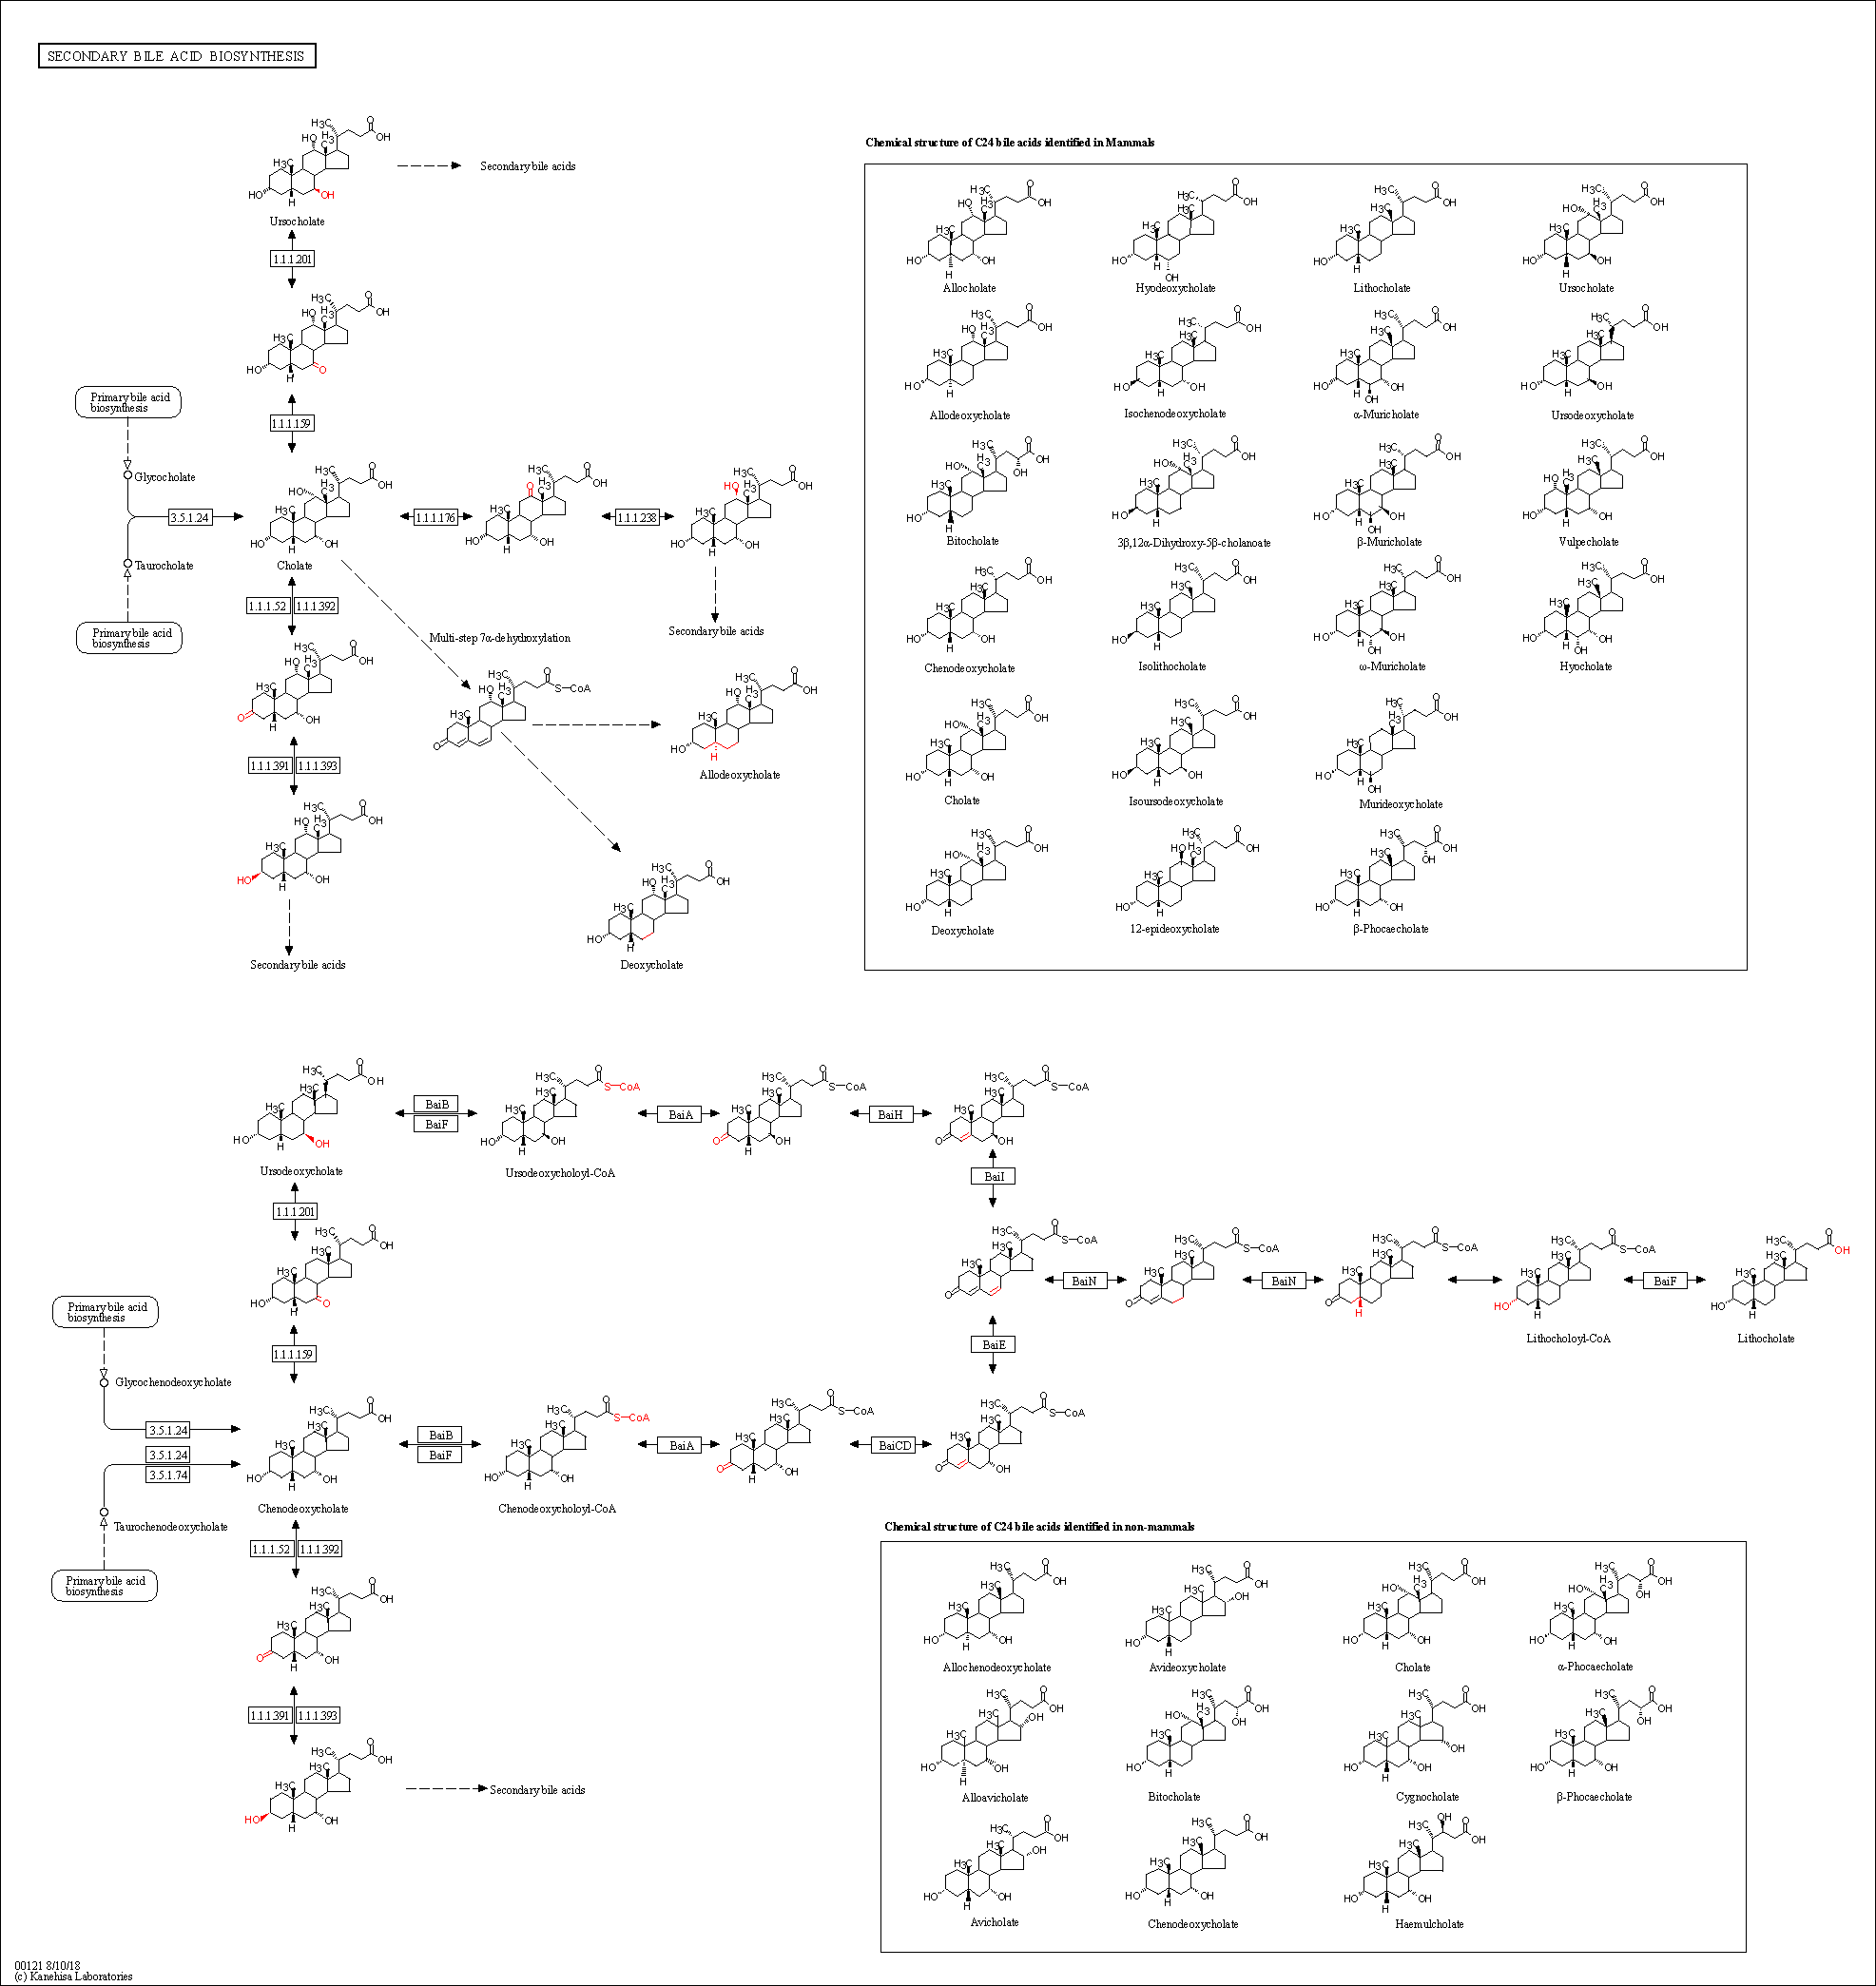 SECONDARY BILE ACID BIOSYNTHESIS
Secondary bile acids
Ursocholate
1.1.1.201
1.1.1.159
Primary bile acid
biosynthesis
Glycocholate
3.5.1.24
Taurocholate
Primary bile acid
biosynthesis
Cholate
1.1.1.176
1.1.1.238
Secondary bile acids
1.1.1.52
1.1.1.392
Multi-step 7α-dehydroxylation
S-CoA
1.1.1.391
1.1.1.393
Allodeoxycholate
Secondary bile acids
Deoxycholate
Chemical structure of C24 bile acids identified in Mammals
Allocholate
Hyodeoxycholate
Lithocholate
Ursocholate
Allodeoxycholate
Isochenodeoxycholate
α-Muricholate
Ursodeoxycholate
Bitocholate
3β,12α-Dihydroxy-5β-cholanoate
β-Muricholate
Vulpecholate
Chenodeoxycholate
Isolithocholate
ω-Muricholate
Hyocholate
Cholate
Isoursodeoxycholate
Murideoxycholate
Deoxycholate
12-epideoxycholate
β-Phocaecholate
Ursodeoxycholate
BaiB
BaiF
Ursodeoxycholoyl-CoA
BaiA
BaiH
BaiI
1.1.1.201
BaiN
BaiN
Lithocholoyl-CoA
BaiF
Lithocholate
BaiE
1.1.1.159
Primary bile acid
biosynthesis
Glycochenodeoxycholate
3.5.1.24
3.5.1.24
3.5.1.74
Taurochenodeoxycholate
Primary bile acid
biosynthesis
Chenodeoxycholate
BaiB
BaiF
Chenodeoxycholoyl-CoA
BaiA
BaiCD
1.1.1.52
1.1.1.392
1.1.1.391
1.1.1.393
Secondary bile acids
Chemical structure of C24 bile acids identified in non-mammals
Allochenodeoxycholate
Avideoxycholate
Cholate
α-Phocaecholate
Alloavicholate
Bitocholate
Cygnocholate
β-Phocaecholate
Avicholate
Chenodeoxycholate
Haemulcholate
00121 8/10/18
(c) Kanehisa Laboratories